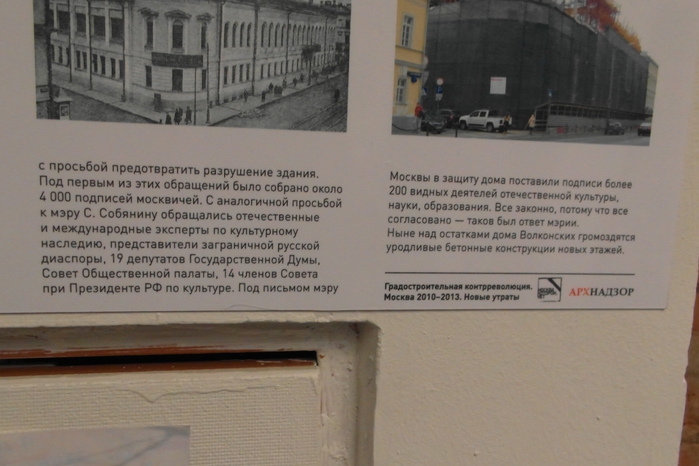 с просьбой предотвратить разрушение здания.
Под первым из этих обращений было собрано около
4 000 подписей москвичей. С аналогичной просьбой
к мэру С. Собянину обращались отечественные
и международные эксперты по культурному
наследию, представители заграничной русской
диаспоры, 19 депутатов Государственной Думы,
Совет Общественной палаты, 14 членов Совета
при Президенте РФ по культуре. Под письмом мэру
Москвы в защиту дома поставили подписи более
200 видных деятелей отечественной культуры,
науки, образования. Все законно, потому что все
согласовано — таков был ответ мэрии.
Ныне над остатками дома Волконских громоздятся
уродливые бетонные конструкции новых этажей.
Градостроительная контрреволюция.
Москва 2010–2013. Новые утраты
АРХНАДЗОР